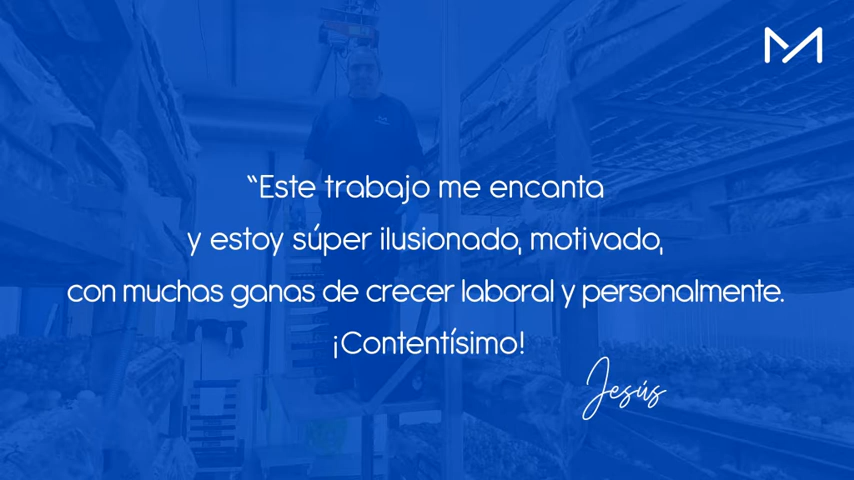 “Este trabajo me encanta
y estoy súper ilusionado, motivado,
con muchas ganas de crecer laboral y personalmente.
¡Contentísimo!
Jesús